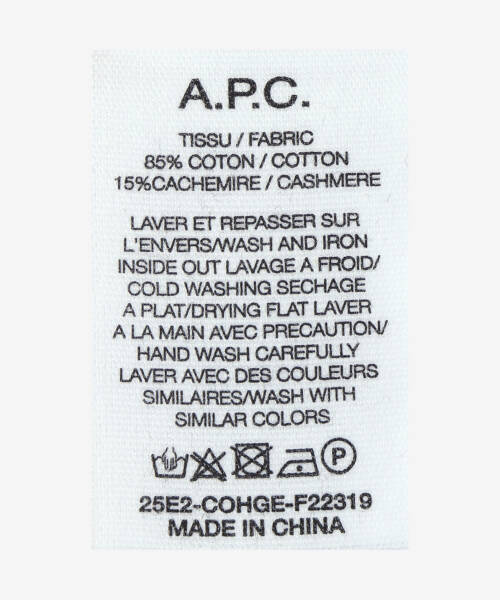 A.P.C.
TISSU / FABRIC
85% COTON / COTTON
15%CACHEMIRE / CASHMERE
LAVER ET REPASSER SUR
L'ENVERS/WASH AND IRON
INSIDE OUT LAVAGE A FROID/
COLD WASHING SECHAGE
A PLAT/DRYING FLAT LAVER
A LA MAIN AVEC PRECAUTION/
HAND WASH CAREFULLY
LAVER AVEC DES COULEURS
SIMILAIRES/WASH WITH
SIMILAR COLORS
P
25E2-COHGE-F22319
MADE IN CHINA